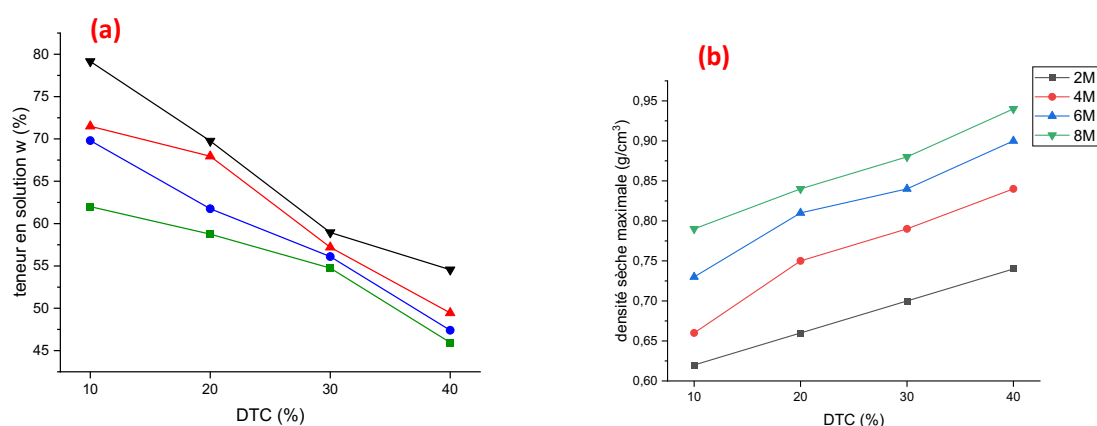 (a)
80
75
70
65
60
55
50
45
teneur en solution w (%)
10 20 30 40
DTC (%)
(b)
2M
4M
6M
8M
0,95
0,90
0,85
0,80
0,75
0,70
0,65
0,60
densité sèche maximale (g/cm³)
10 20 30 40
DTC (%)